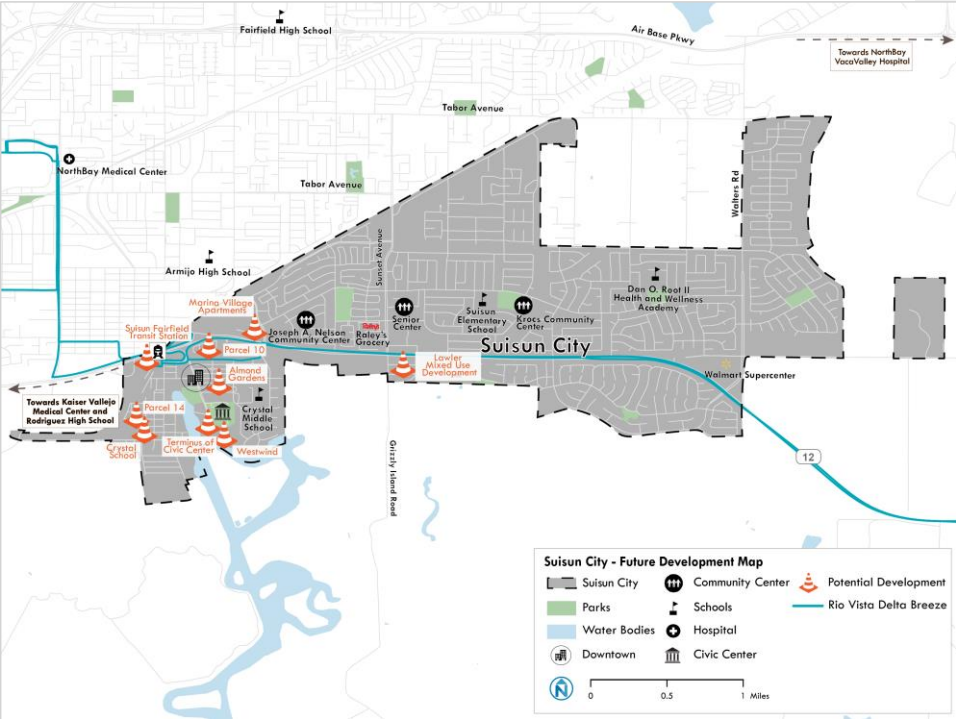 Fairfield High School
Air Base Pkwy
Towards NorthBay
VacaValley Hospital
Tabor Avenue
NorthBay Medical Center
Tabor Avenue
Walters Rd
Sunset Avenue
Armijo High School
Dan O. Root II
Health and Wellness
Academy
Marina Village
Apartments
Suisun Fairfield
Transit Station
Joseph A. Nelson
Community Center
Raley's
Grocery
Senior
Center
Suisun
Elementary
School
Krocs Community
Center
Suisun City
Parcel 10
Almond
Gardens
Lawler
Mixed Use
Development
Walmart Supercenter
Towards Kaiser Vallejo
Medical Center and
Rodriguez High School
Parcel 14
Crystal
Middle
School
Crystal
School
Terminus of
Civic Center
Westwind
Grizzly Island Road
12
Suisun City - Future Development Map
Suisun City
Community Center
Potential Development
Parks
Schools
Rio Vista Delta Breeze
Water Bodies
Hospital
Downtown
Civic Center
N
0 0.5 1 Miles